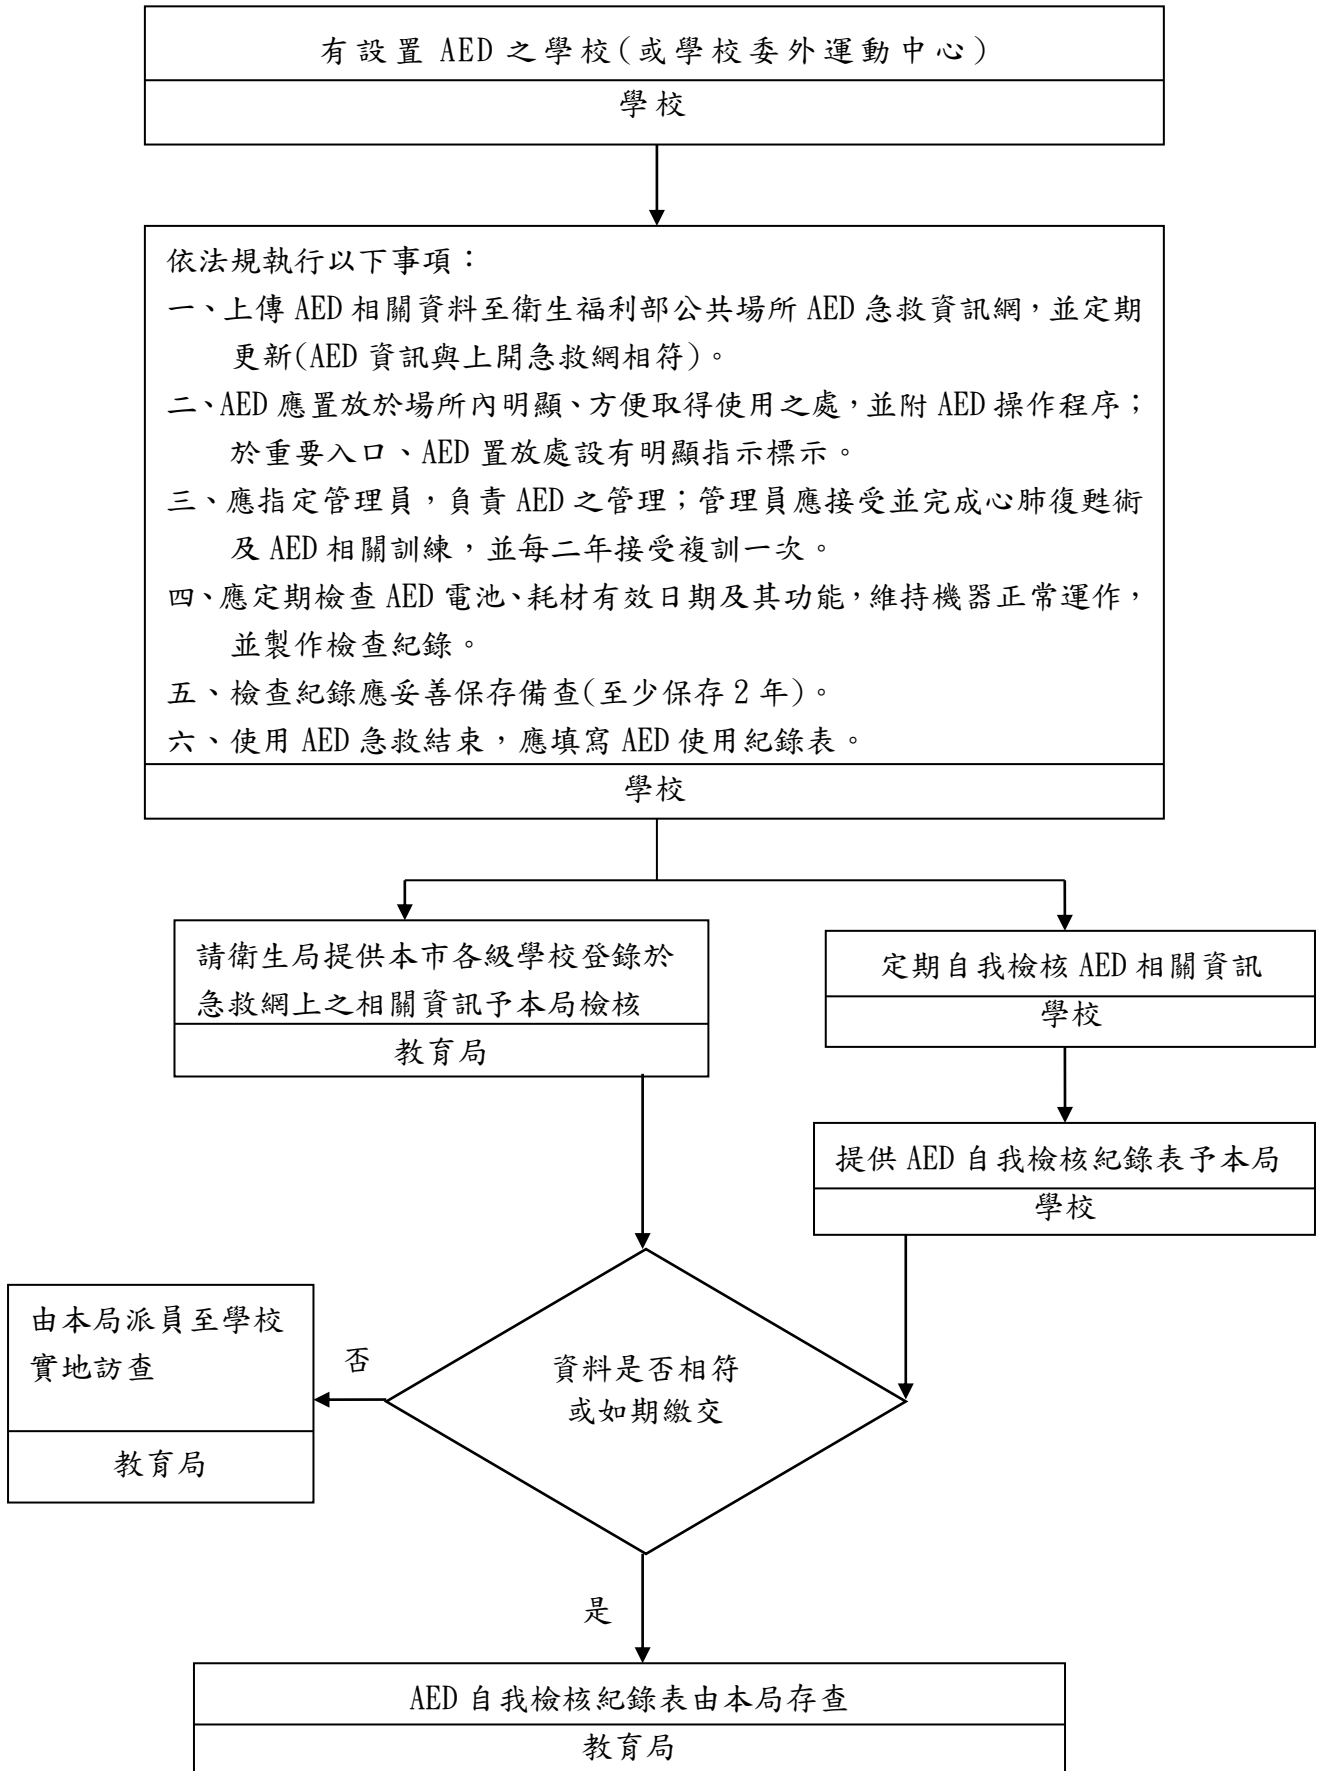 有設置 AED 之學校(或學校委外運動中心)
學校
依法規執行以下事項：
一、上傳 AED 相關資料至衛生福利部公共場所 AED 急救資訊網，並定期
更新(AED 資訊與上開急救網相符)。
二、AED 應置放於場所內明顯、方便取得使用之處，並附 AED 操作程序；
於重要入口、AED 置放處設有明顯指示標示。
三、應指定管理員，負責 AED 之管理；管理員應接受並完成心肺復甦術
及 AED 相關訓練，並每二年接受複訓一次。
四、應定期檢查 AED 電池、耗材有效日期及其功能，維持機器正常運作，
並製作檢查紀錄。
五、檢查紀錄應妥善保存備查(至少保存 2 年)。
六、使用 AED 急救結束，應填寫 AED 使用紀錄表。
學校
請衛生局提供本市各級學校登錄於
急救網上之相關資訊予本局檢核
教育局
定期自我檢核 AED 相關資訊
學校
提供 AED 自我檢核紀錄表予本局
學校
由本局派員至學校
實地訪查
教育局
否
資料是否相符
或如期繳交
是
AED 自我檢核紀錄表由本局存查
教育局